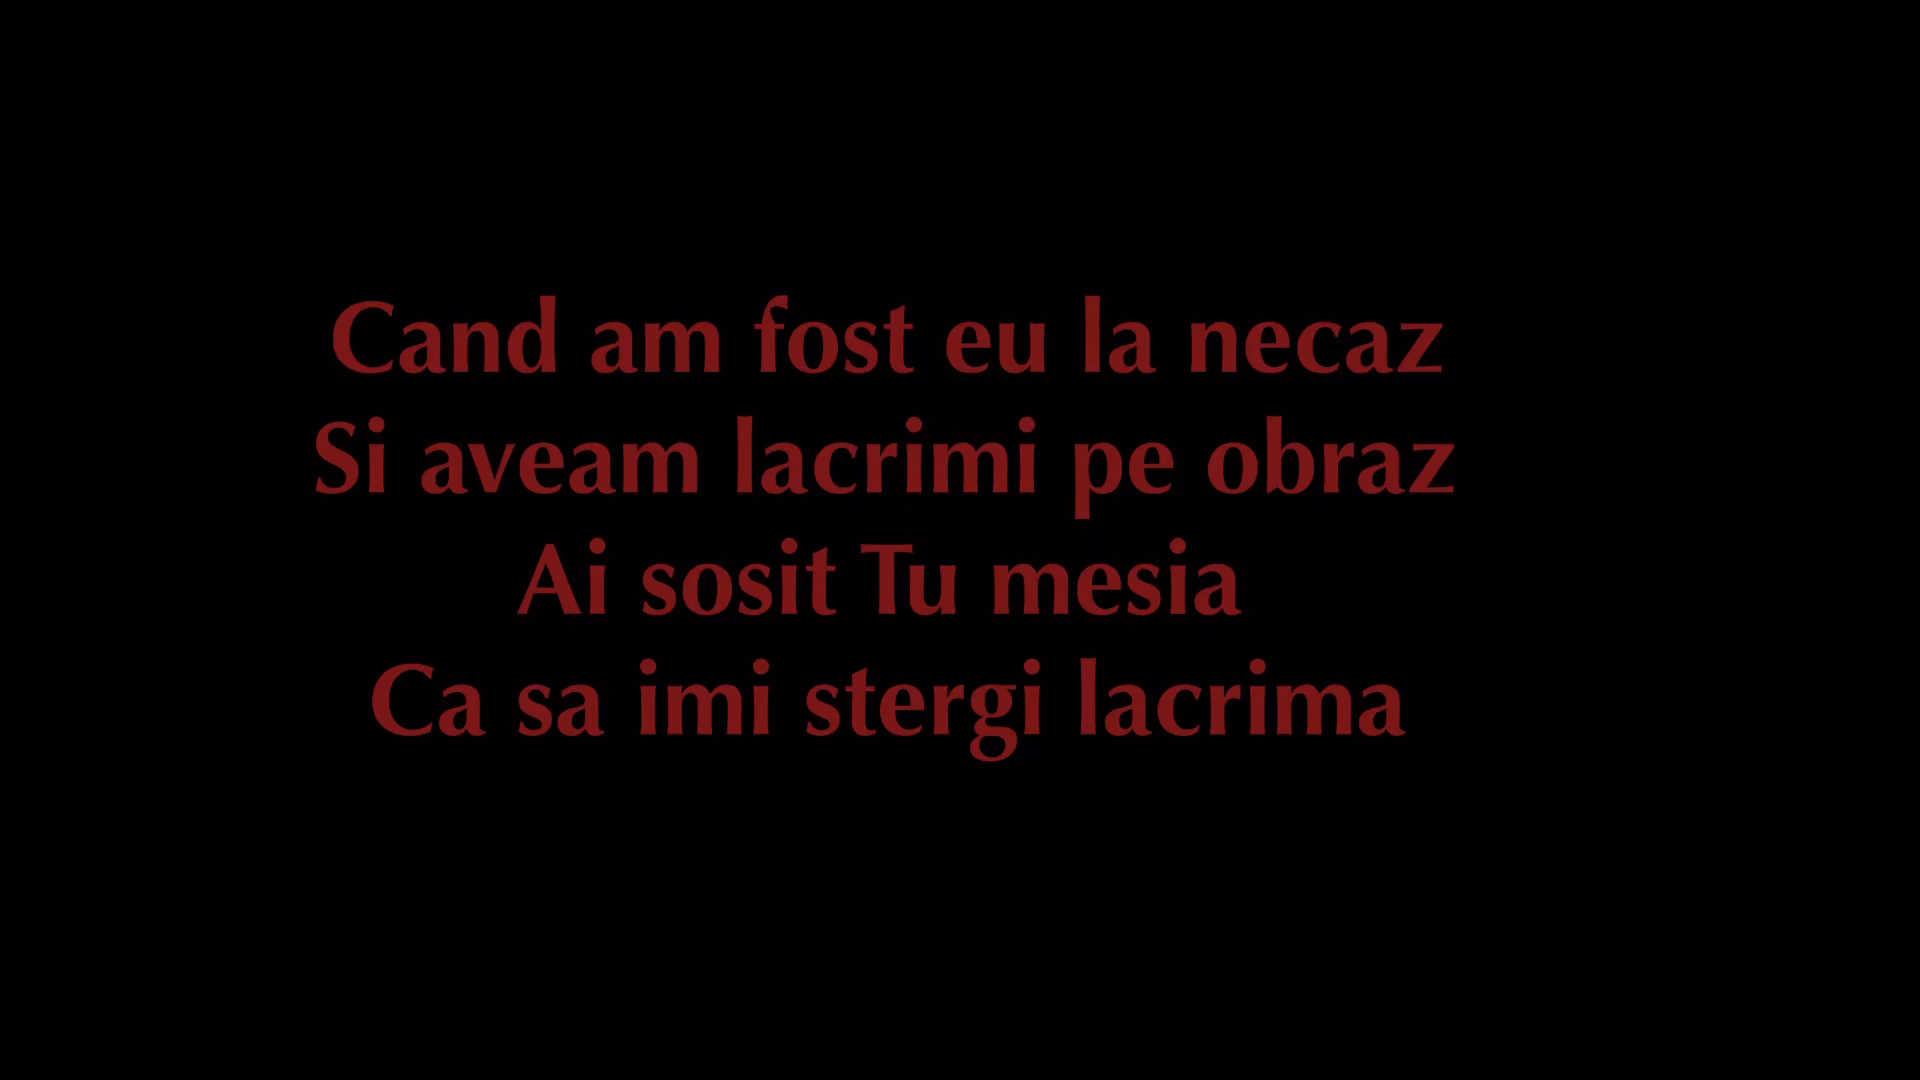 Cand am fost eu la necaz
Si aveam lacrimi pe obraz
Ai sosit Tu mesia
Ca sa imi stergi lacrima